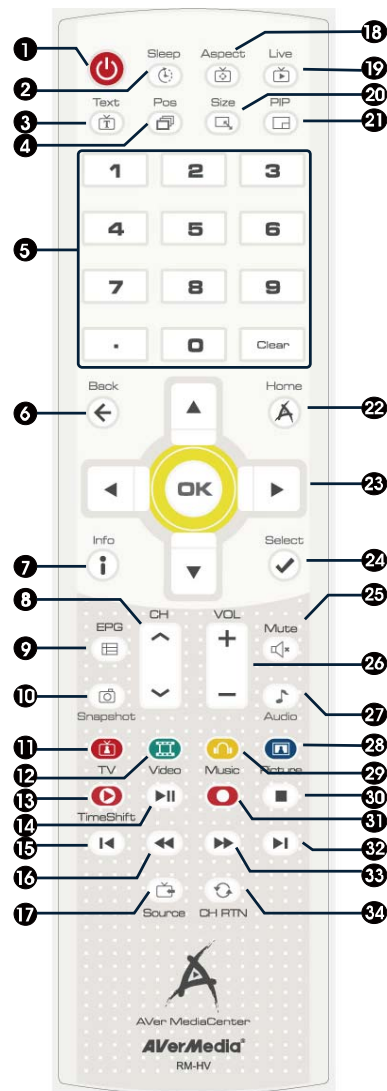 1 18
Sleep Aspect Live
2 19
20
Text Pos Size PIP
3 4 21
1 2 3
4 5 6
5
7 8 9
. 0 Clear
Back Home
6 22
OK 23
Info Select
7 24
8 CH VOL 25
EPG Mute
9 26
10
Snapshot Audio 27
11 28
TV Video Music Picture
12 29
13 30
TimeShift
14 31
15 32
16 33
17 34
Source CH RTN
AVer MediaCenter
AVerMedia®
RM-HV